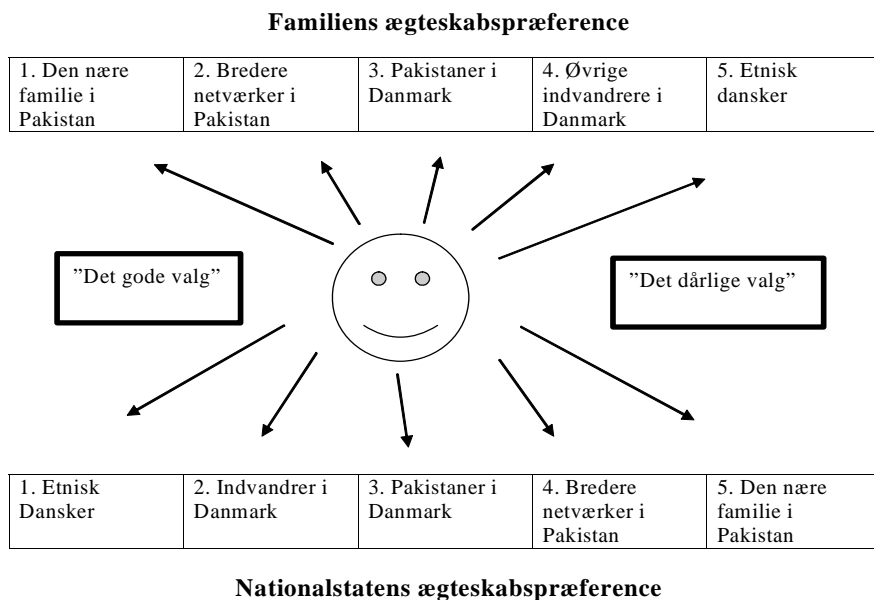 Familiens ægteskabspræference
1. Den nære
familie i
Pakistan
2. Bredere
netværker i
Pakistan
3. Pakistaner i
Danmark
4. Øvrige
indvandrere i
Danmark
5. Etnisk
dansker
”Det gode valg”
”Det dårlige valg”
1. Etnisk
Dansker
2. Indvandrer i
Danmark
3. Pakistaner i
Danmark
4. Bredere
netværker i
Pakistan
5. Den nære
familie i
Pakistan
Nationalstatens ægteskabspræference